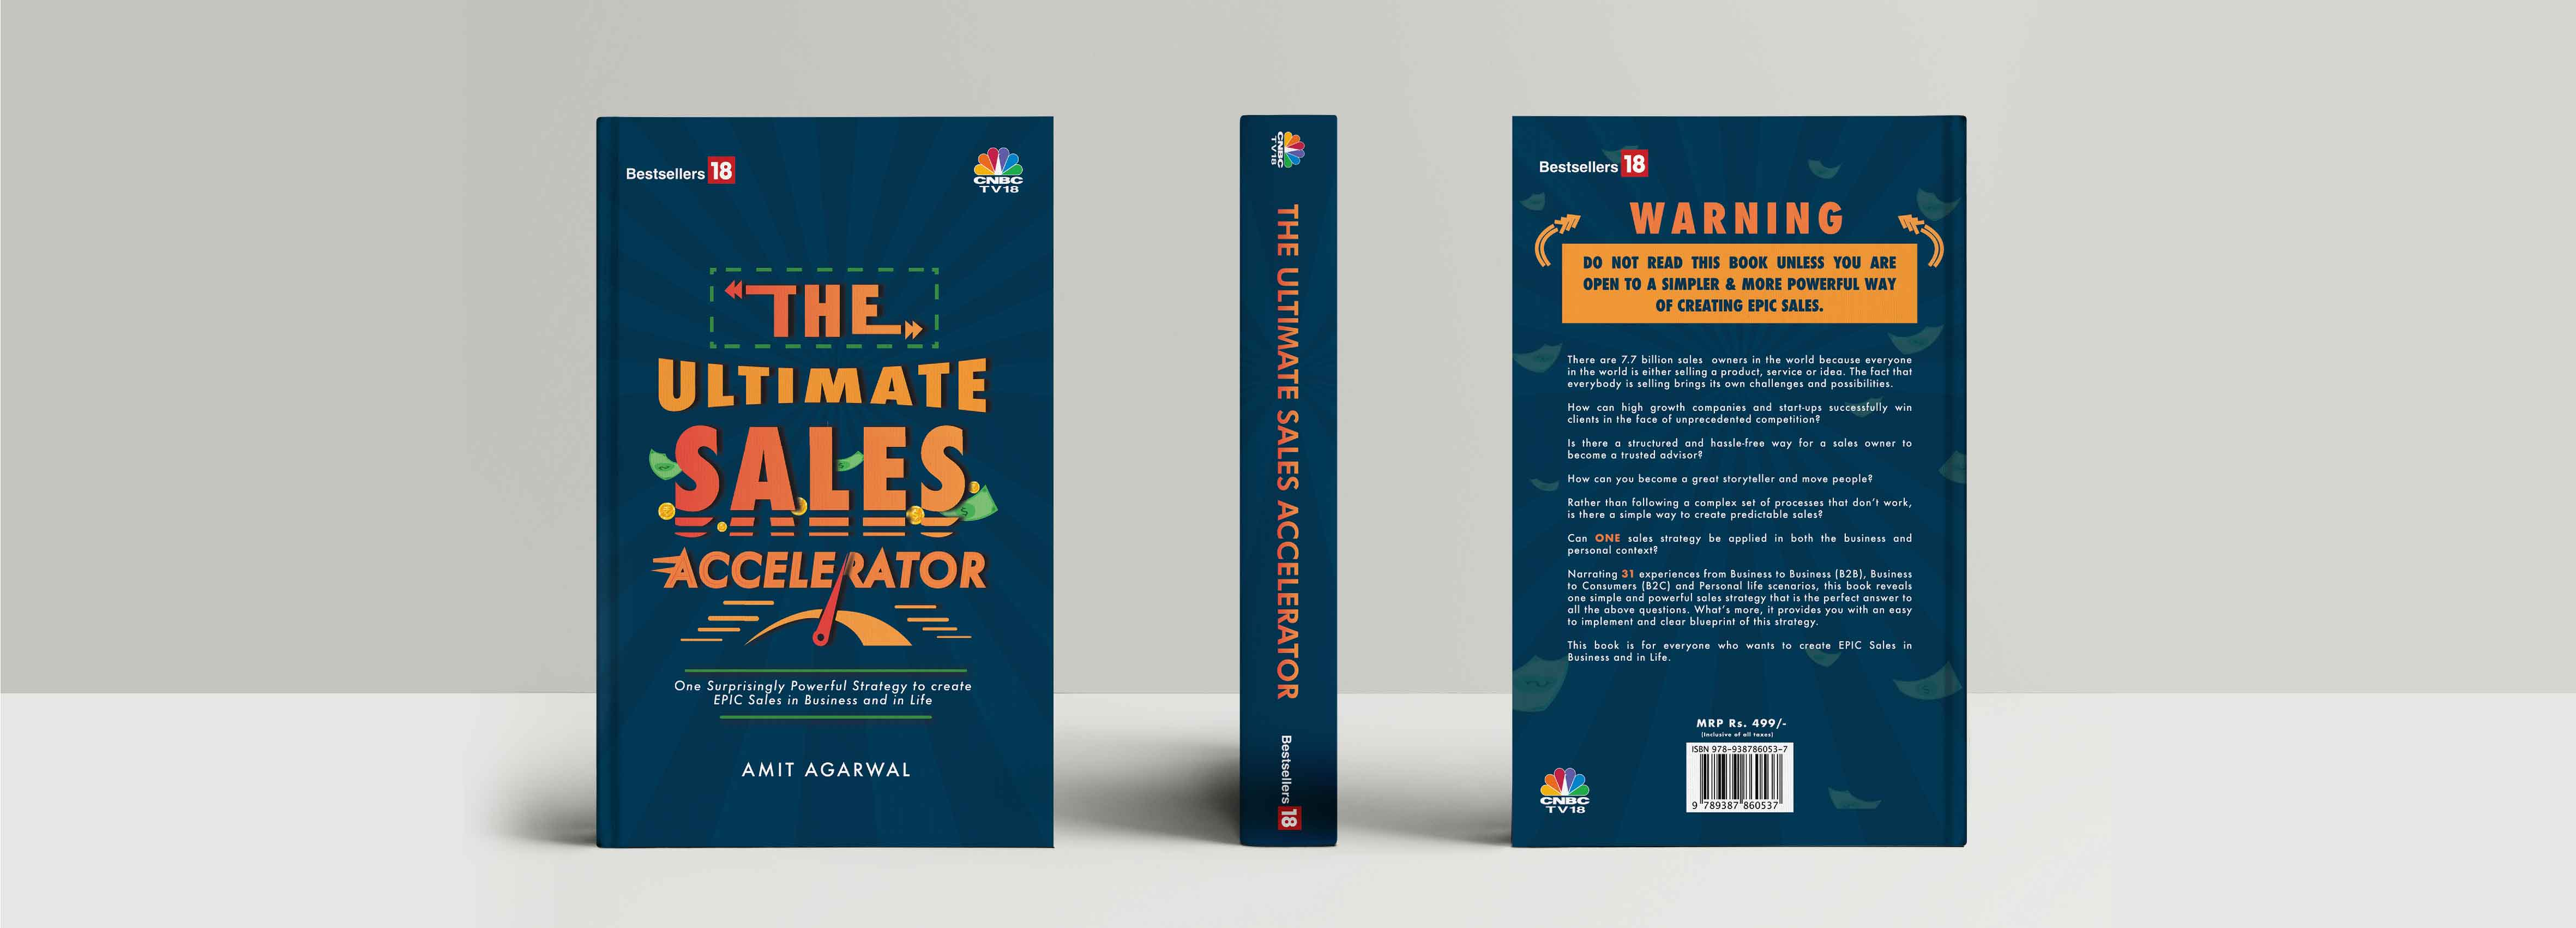 Bestsellers 18
CNBC
TV18
THE
ULTIMATE
SALES
ACCELERATOR
One Surprisingly Powerful Strategy to create
EPIC Sales in Business and in Life
AMIT AGARWAL
CNBC
TV18
THE ULTIMATE SALES ACCELERATOR
Bestsellers 18
Bestsellers 18
WARNING
DO NOT READ THIS BOOK UNLESS YOU ARE
OPEN TO A SIMPLER & MORE POWERFUL WAY
OF CREATING EPIC SALES.
There are 7.7 billion sales owners in the world because everyone
in the world is either selling a product, service or idea. The fact that
everybody is selling brings its own challenges and possibilities.
How can high growth companies and start-ups successfully win
clients in the face of unprecedented competition?
Is there a structured and hassle-free way for a sales owner to
become a trusted advisor?
How can you become a great storyteller and move people?
Rather than following a complex set of processes that don't work,
is there a simple way to create predictable sales?
Can ONE sales strategy be applied in both the business and
personal context?
Narrating 31 experiences from Business to Business (B2B), Business
to Consumers (B2C) and Personal life scenarios, this book reveals
one simple and powerful sales strategy that is the perfect answer to
all the above questions. What's more, it provides you with an easy
to implement and clear blueprint of this strategy.
This book is for everyone who wants to create EPIC Sales in
Business and in Life.
MRP Rs. 499/-
(Inclusive of all taxes)
ISBN 978-938786053-7
9 789387 860537
CNBC
TV18